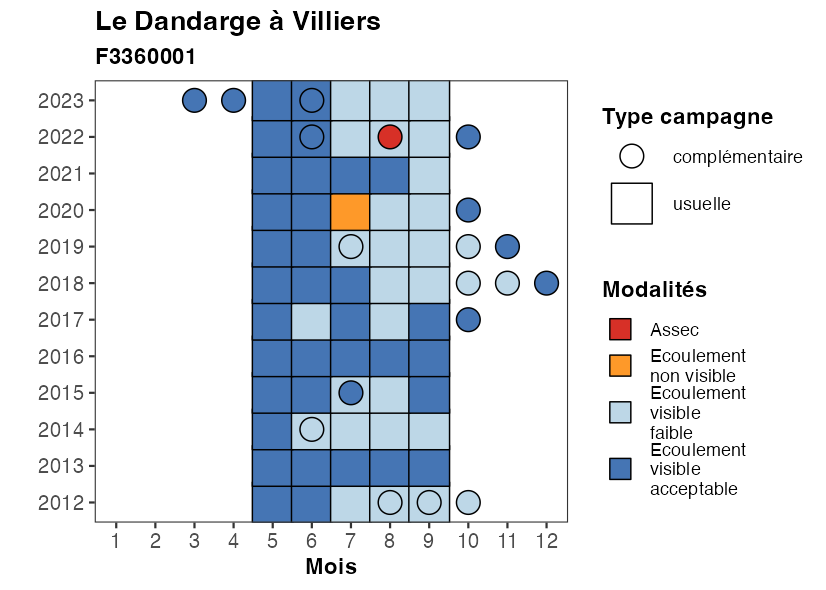 Le Dandarge à Villiers
F3360001
2023
2022
2021
2020
2019
2018
2017
2016
2015
2014
2013
2012
1 2 3 4 5 6 7 8 9 10 11 12
Mois
Type campagne
complémentaire
usuelle
Modalités
Assec
Ecoulement
non visible
Ecoulement
visible
faible
Ecoulement
visible
acceptable